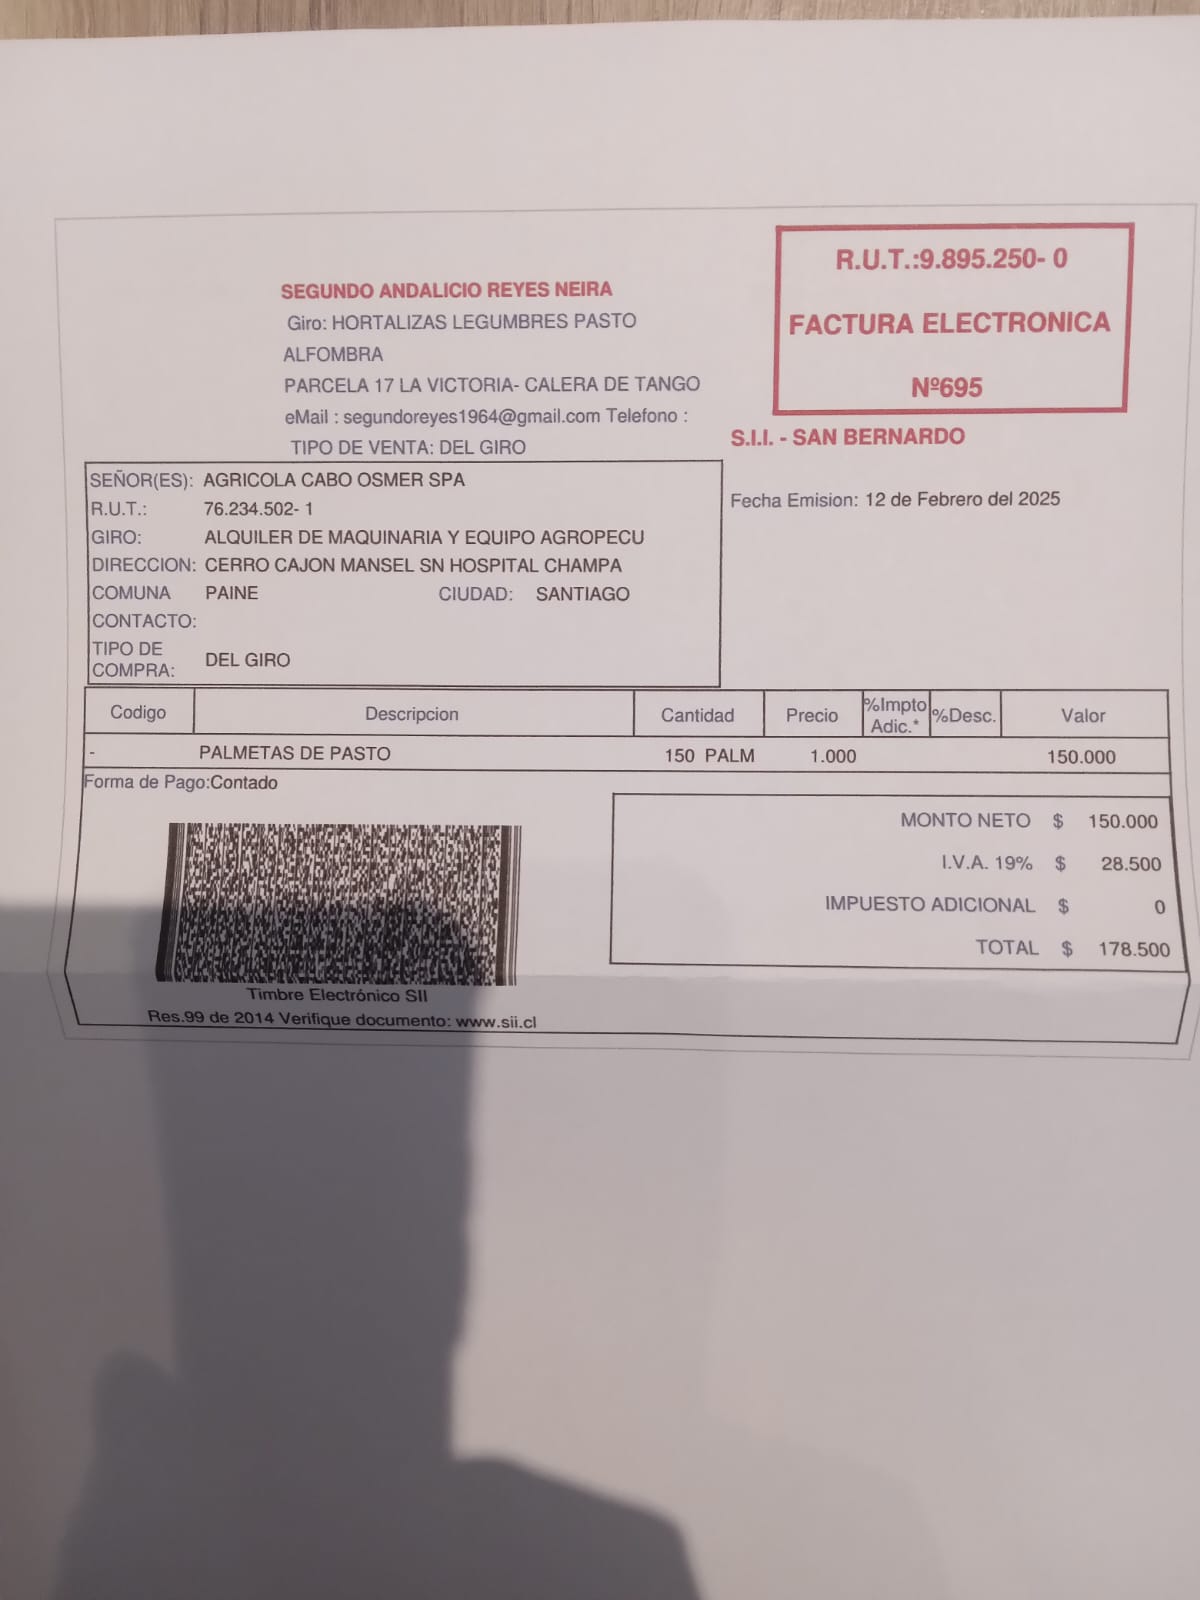 R.U.T.:9.895.250- 0
FACTURA ELECTRONICA
Nº695
S.I.I. - SAN BERNARDO
SEGUNDO ANDALICIO REYES NEIRA
Giro: HORTALIZAS LEGUMBRES PASTO
ALFOMBRA
PARCELA 17 LA VICTORIA- CALERA DE TANGO
eMail : segundoreyes1964@gmail.com Telefono :
TIPO DE VENTA: DEL GIRO
Fecha Emision: 12 de Febrero del 2025
SEÑOR(ES): AGRICOLA CABO OSMER SPA
R.U.T.: 76.234.502- 1
GIRO: ALQUILER DE MAQUINARIA Y EQUIPO AGROPECU
DIRECCION: CERRO CAJON MANSEL SN HOSPITAL CHAMPA
COMUNA PAINE CIUDAD: SANTIAGO
CONTACTO:
TIPO DE
COMPRA: DEL GIRO
Codigo Descripcion Cantidad Precio %Impto Adic.* %Desc. Valor
- PALMETAS DE PASTO 150 PALM 1.000 150.000
Forma de Pago:Contado
MONTO NETO $ 150.000
I.V.A. 19% $ 28.500
IMPUESTO ADICIONAL $ 0
TOTAL $ 178.500
Timbre Electrónico SII
Res.99 de 2014 Verifique documento: www.sii.cl